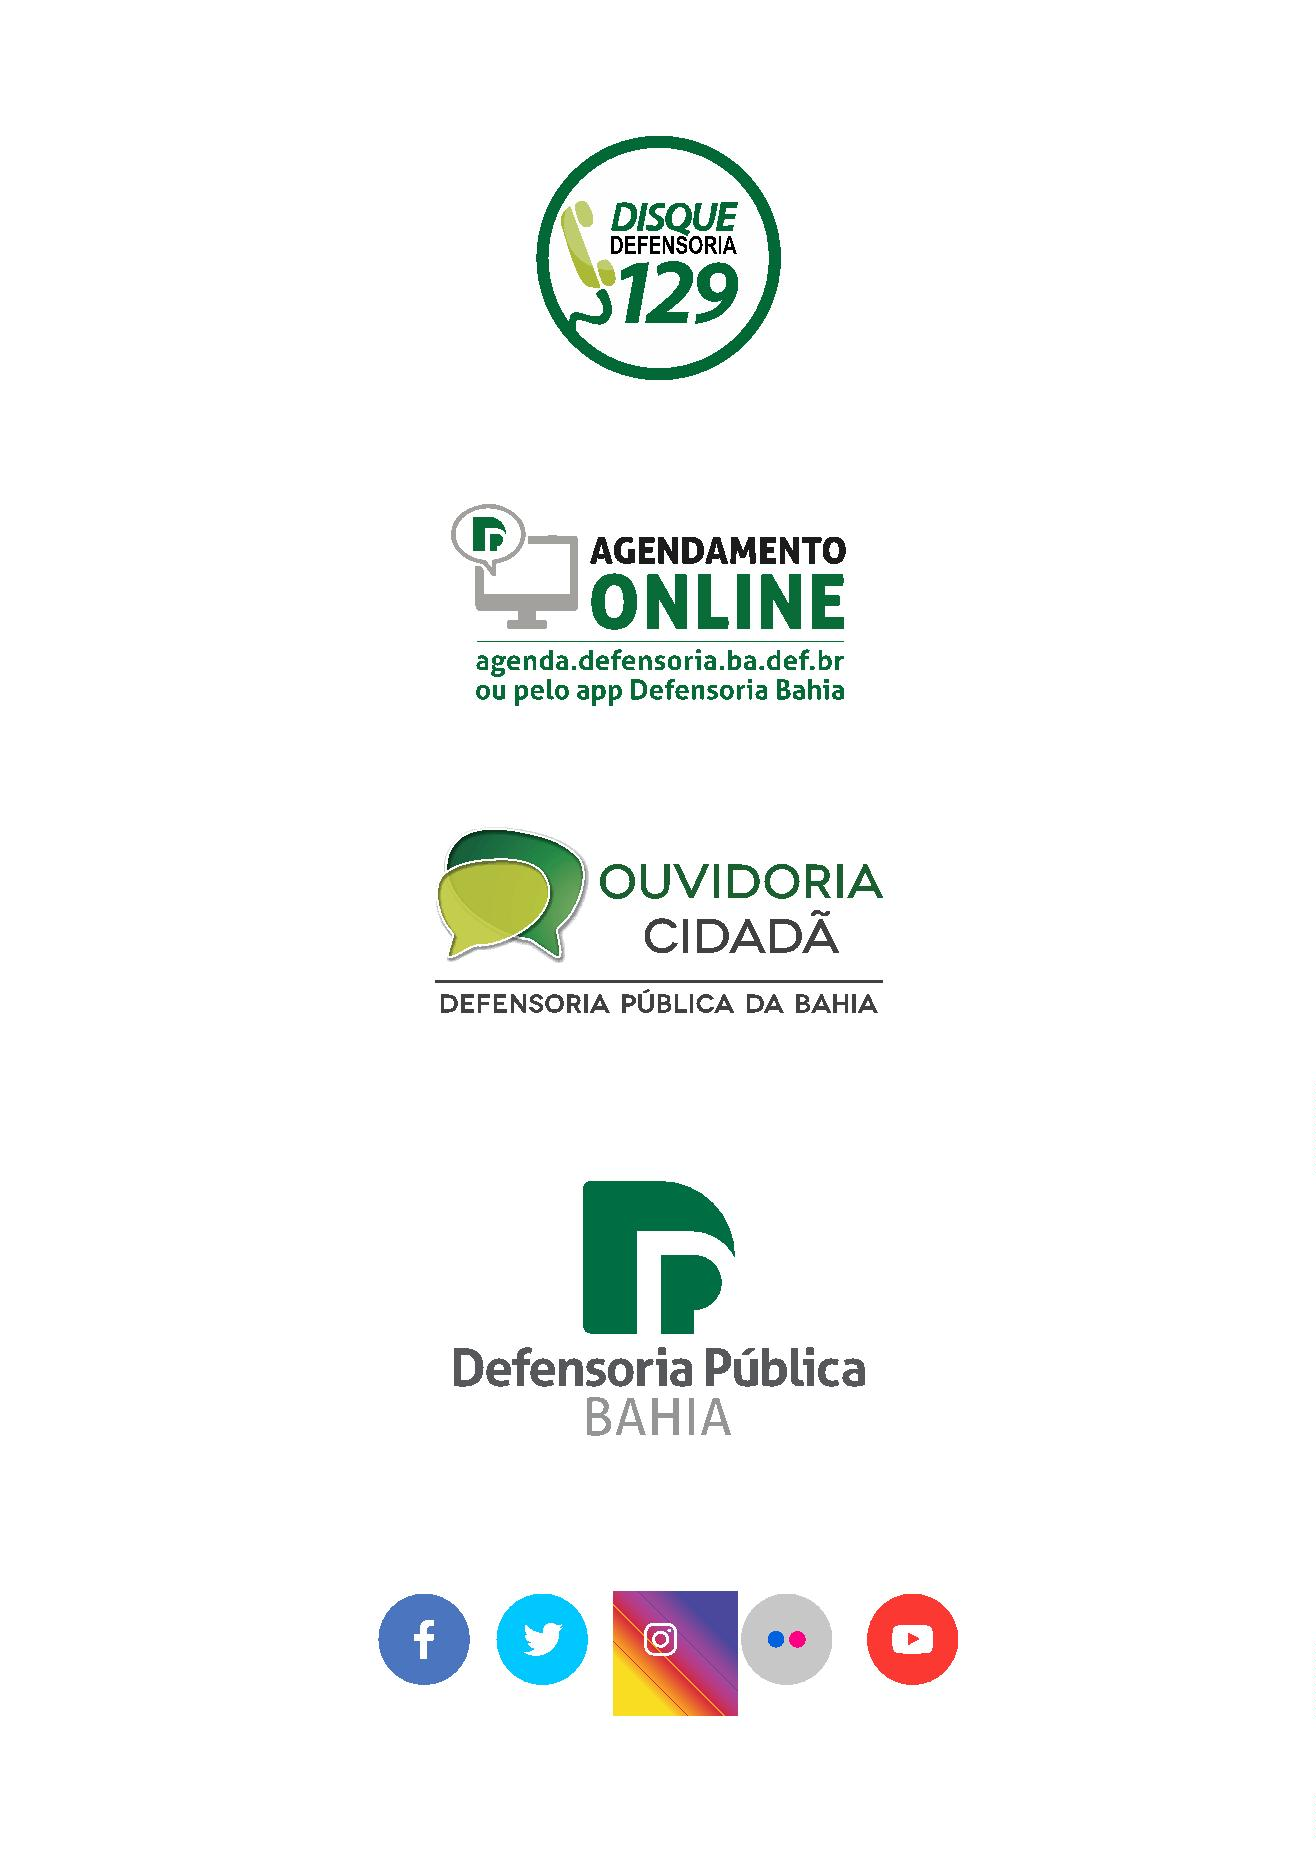 DISQUE
DEFENSORIA
129
AGENDAMENTO
ONLINE
agenda.defensoria.ba.def.br
ou pelo app Defensoria Bahia
OUVIDORIA
CIDADÃ
DEFENSORIA PÚBLICA DA BAHIA
Defensoria Pública
BAHIA